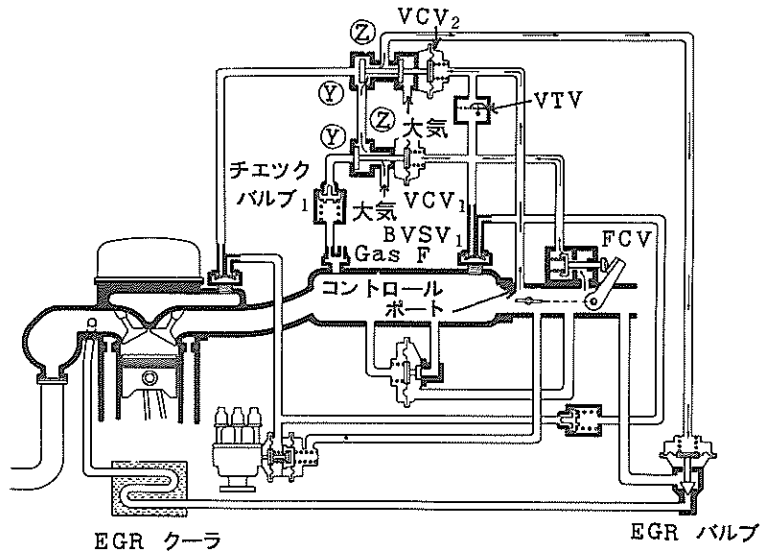 VCV₂
Ⓩ
Ⓨ
大気
VTV
Ⓨ
Ⓩ
チエック
バルブ₁
大気
VCV₁
BVSV₁
FCV
Gas F
コントロール
ポート
EGR クーラ
EGR バルブ